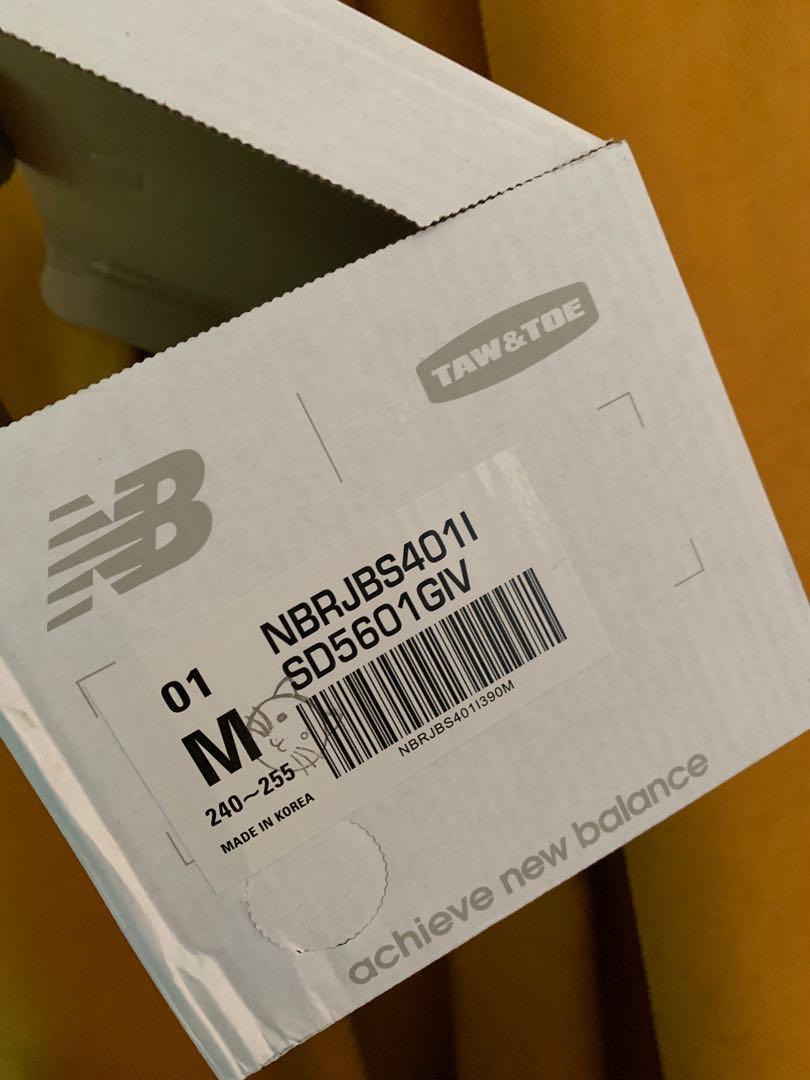 TAW&TOE
NB
NBRJBS401I
SD5601GIV
01
M
240~255
NBRJBS401I390M
MADE IN KOREA
achieve new balance